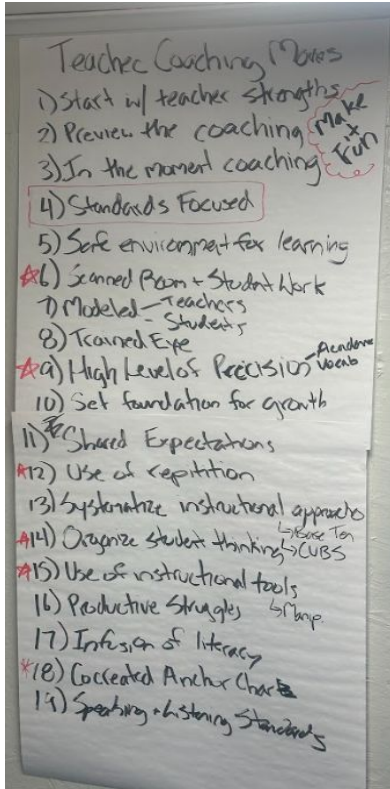 Teacher Coaching Moves
1) Start w/ teacher strengths
2) Preview the coaching
Make it fun
3) In the moment coaching
4) Standards Focused
5) Safe environment for learning
☆6) Scanned Room + Student Work
7) Modeled - Teachers
- Students
8) Trained Eye
☆9) High Level of Precision - Academic Vocab
10) Set foundation for growth
11) Shared Expectations
☆12) Use of repitition
13) Systematize instructional approachs
☆14) Organize student thinking
↳ Base Ten
↳ CUBS
☆15) Use of instructional tools
↳ Manip.
16) Productive Struggles
17) Infusion of literacy
*18) Cocreated Anchor Charts
19) Speaking + Listening Standards